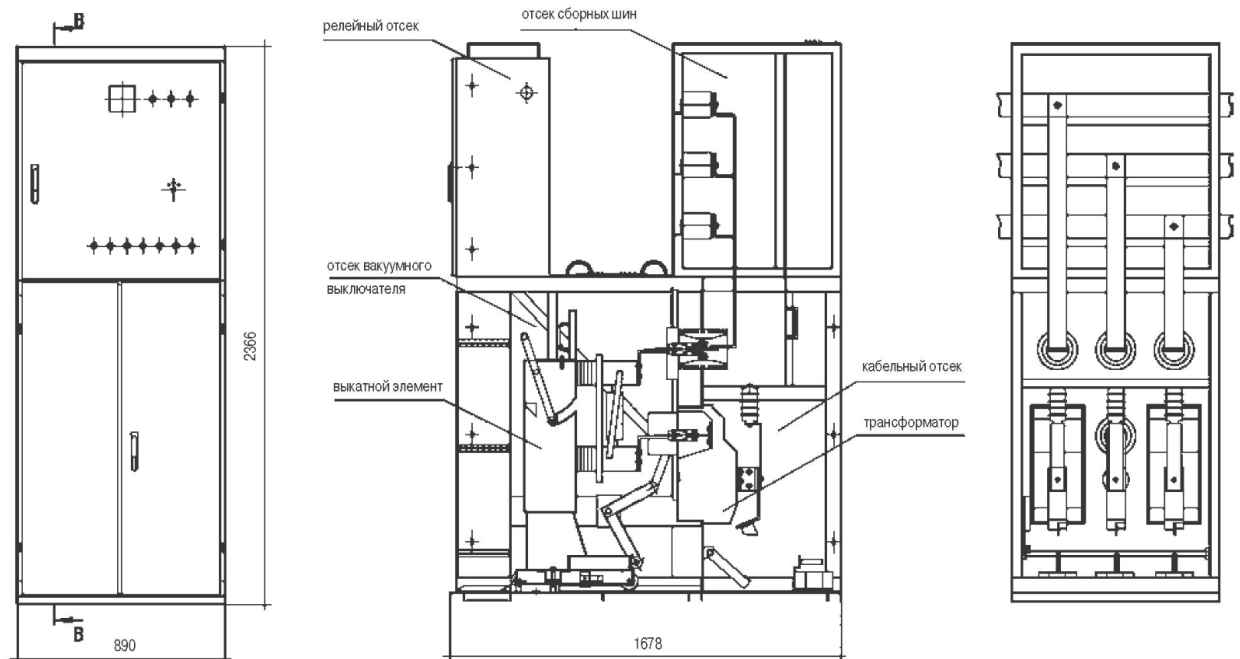 В
релейный отсек
отсек сборных шин
отсек вакуумного
выключателя
2366
выкатной элемент
кабельный отсек
трансформатор
В
890
1678